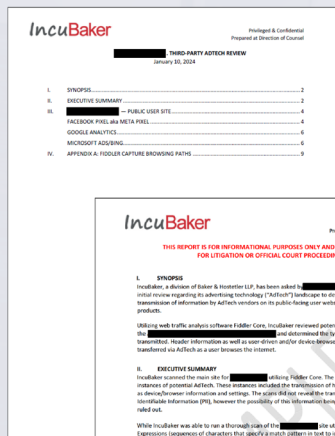 IncuBaker
Privileged & Confidential
Prepared at Direction of Counsel
, THIRD-PARTY ADTECH REVIEW
January 10, 2024
I. SYNOPSIS 2
II. EXECUTIVE SUMMARY 2
III. — PUBLIC USER SITE 4
FACEBOOK PIXEL aka META PIXEL 4
GOOGLE ANALYTICS 6
MICROSOFT ADS/BING 6
IV. APPENDIX A: FIDDLER CAPTURE BROWSING PATHS 9
IncuBaker
THIS REPORT IS FOR INFORMATIONAL PURPOSES ONLY AND
FOR LITIGATION OR OFFICIAL COURT PROCEEDIN
I. SYNOPSIS
IncuBaker, a division of Baker & Hostetler LLP, has been asked by
initial review regarding its advertising technology ("AdTech") landscape to
transmission of information by AdTech vendors on its public-facing user
products.
Utilizing web traffic analysis software Fiddler Core, IncuBaker reviewed
the and determined the
transmitted. Header information as well as user-driven and/or device-browse
transferred via AdTech as a user browses the internet.
II. EXECUTIVE SUMMARY
IncuBaker scanned the main site for utilizing Fiddler Core. The
instances of potential AdTech. These instances included the transmission of
as device/browser information and settings. The scans did not reveal the
Identifiable Information (PII), however the possibility of this information being
ruled out.
While IncuBaker was able to run a thorough scan of the site
Expressions (sequences of characters that specify a match pattern in text to